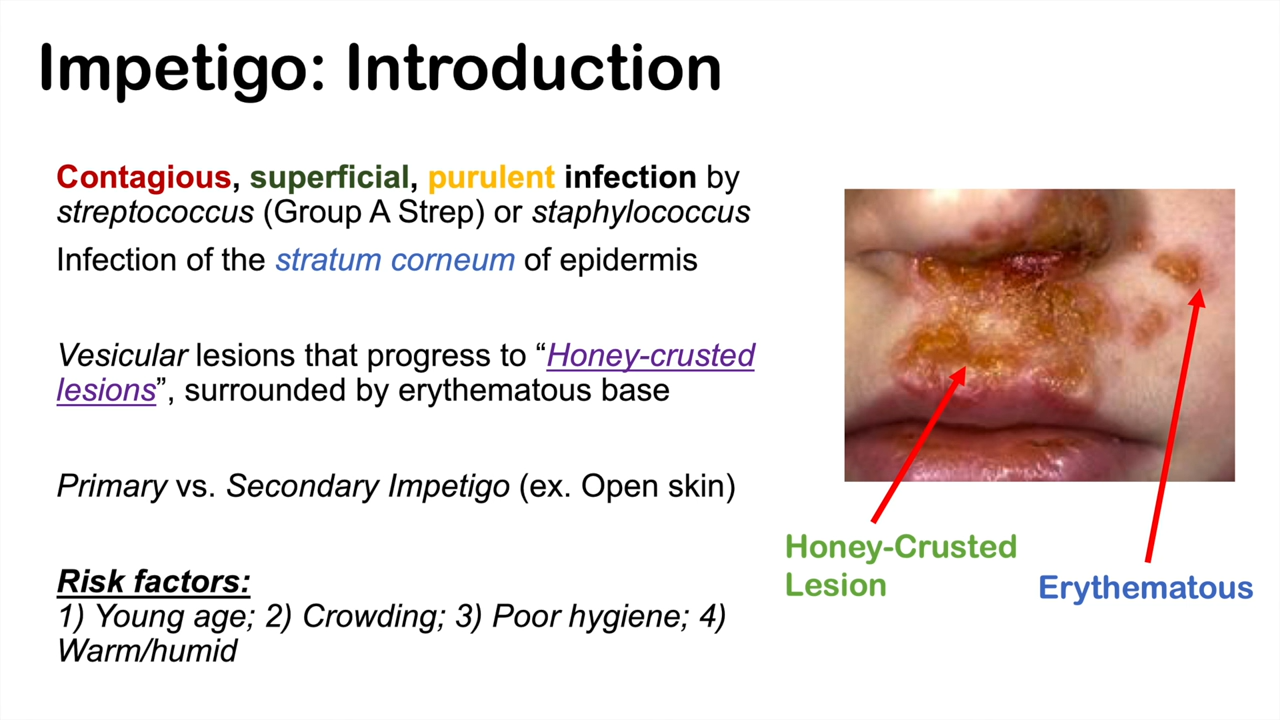 Impetigo: Introduction
Contagious, superficial, purulent infection by
streptococcus (Group A Strep) or staphylococcus
Infection of the stratum corneum of epidermis
Vesicular lesions that progress to “Honey-crusted
lesions”, surrounded by erythematous base
Primary vs. Secondary Impetigo (ex. Open skin)
Risk factors:
1) Young age; 2) Crowding; 3) Poor hygiene; 4)
Warm/humid
Honey-Crusted
Lesion
Erythematous